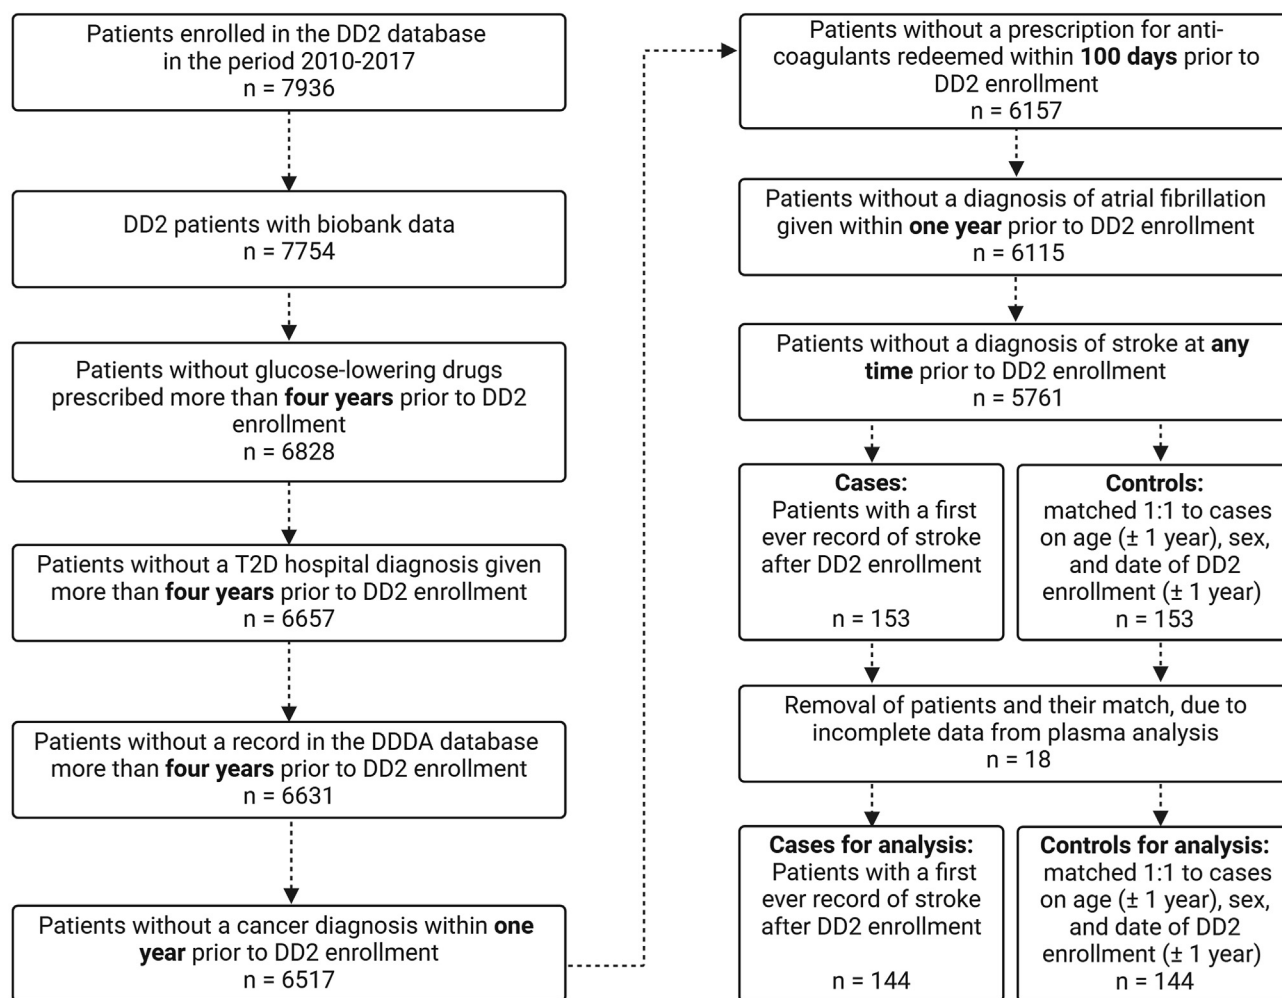 Patients enrolled in the DD2 database
in the period 2010-2017
n = 7936
DD2 patients with biobank data
n = 7754
Patients without glucose-lowering drugs
prescribed more than four years prior to DD2
enrollment
n = 6828
Patients without a T2D hospital diagnosis given
more than four years prior to DD2 enrollment
n = 6657
Patients without a record in the DDDA database
more than four years prior to DD2 enrollment
n = 6631
Patients without a cancer diagnosis within one
year prior to DD2 enrollment
n = 6517
Patients without a prescription for anti-
coagulants redeemed within 100 days prior to
DD2 enrollment
n = 6157
Patients without a diagnosis of atrial fibrillation
given within one year prior to DD2 enrollment
n = 6115
Patients without a diagnosis of stroke at any
time prior to DD2 enrollment
n = 5761
Cases:
Patients with a first
ever record of stroke
after DD2 enrollment
n = 153
Controls:
matched 1:1 to cases
on age (± 1 year), sex,
and date of DD2
enrollment (± 1 year)
n = 153
Removal of patients and their match, due to
incomplete data from plasma analysis
n = 18
Cases for analysis:
Patients with a first
ever record of stroke
after DD2 enrollment
n = 144
Controls for analysis:
matched 1:1 to cases
on age (± 1 year), sex,
and date of DD2
enrollment (± 1 year)
n = 144